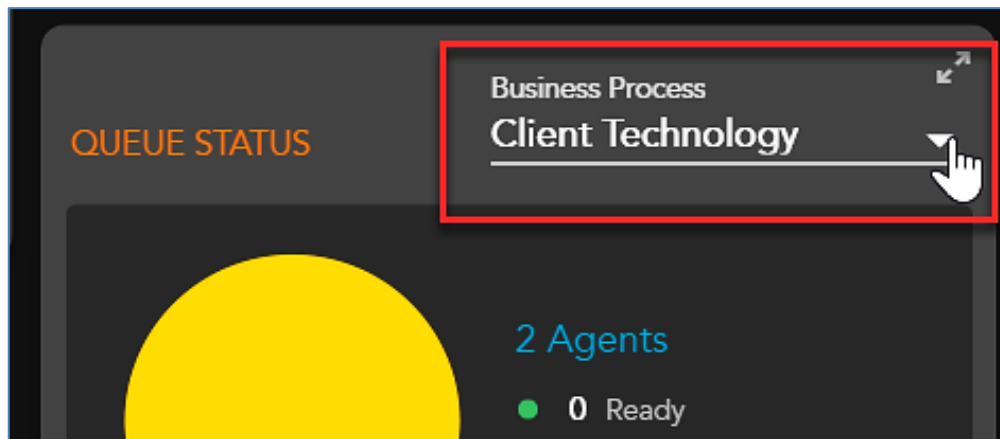 Business Process
Client Technology
QUEUE STATUS
2 Agents
0 Ready